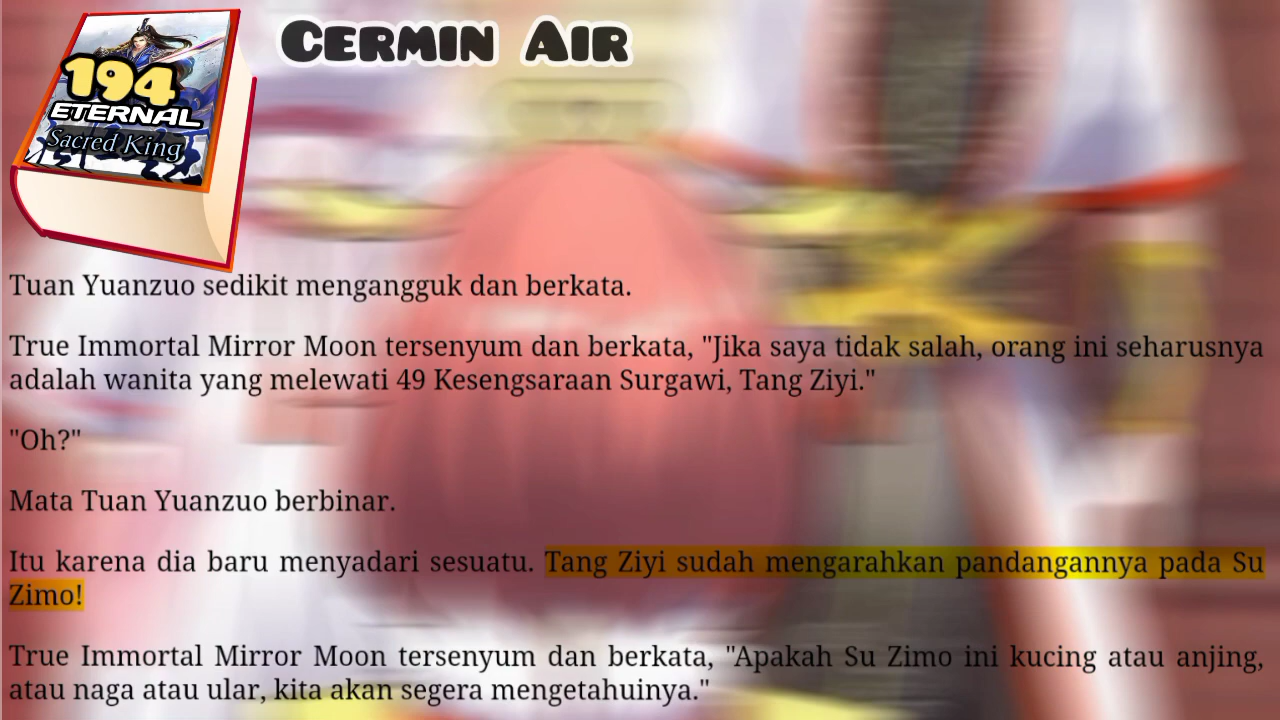 Cermin Air
194
ETERNAL
Sacred King
Tuan Yuanzuo sedikit mengangguk dan berkata.
True Immortal Mirror Moon tersenyum dan berkata, "Jika saya tidak salah, orang ini seharusnya
adalah wanita yang melewati 49 Kesengsaraan Surgawi, Tang Ziyi."
"Oh?"
Mata Tuan Yuanzuo berbinar.
Itu karena dia baru menyadari sesuatu. Tang Ziyi sudah mengarahkan pandangannya pada Su
Zimo!
True Immortal Mirror Moon tersenyum dan berkata, "Apakah Su Zimo ini kucing atau anjing,
atau naga atau ular, kita akan segera mengetahuinya."